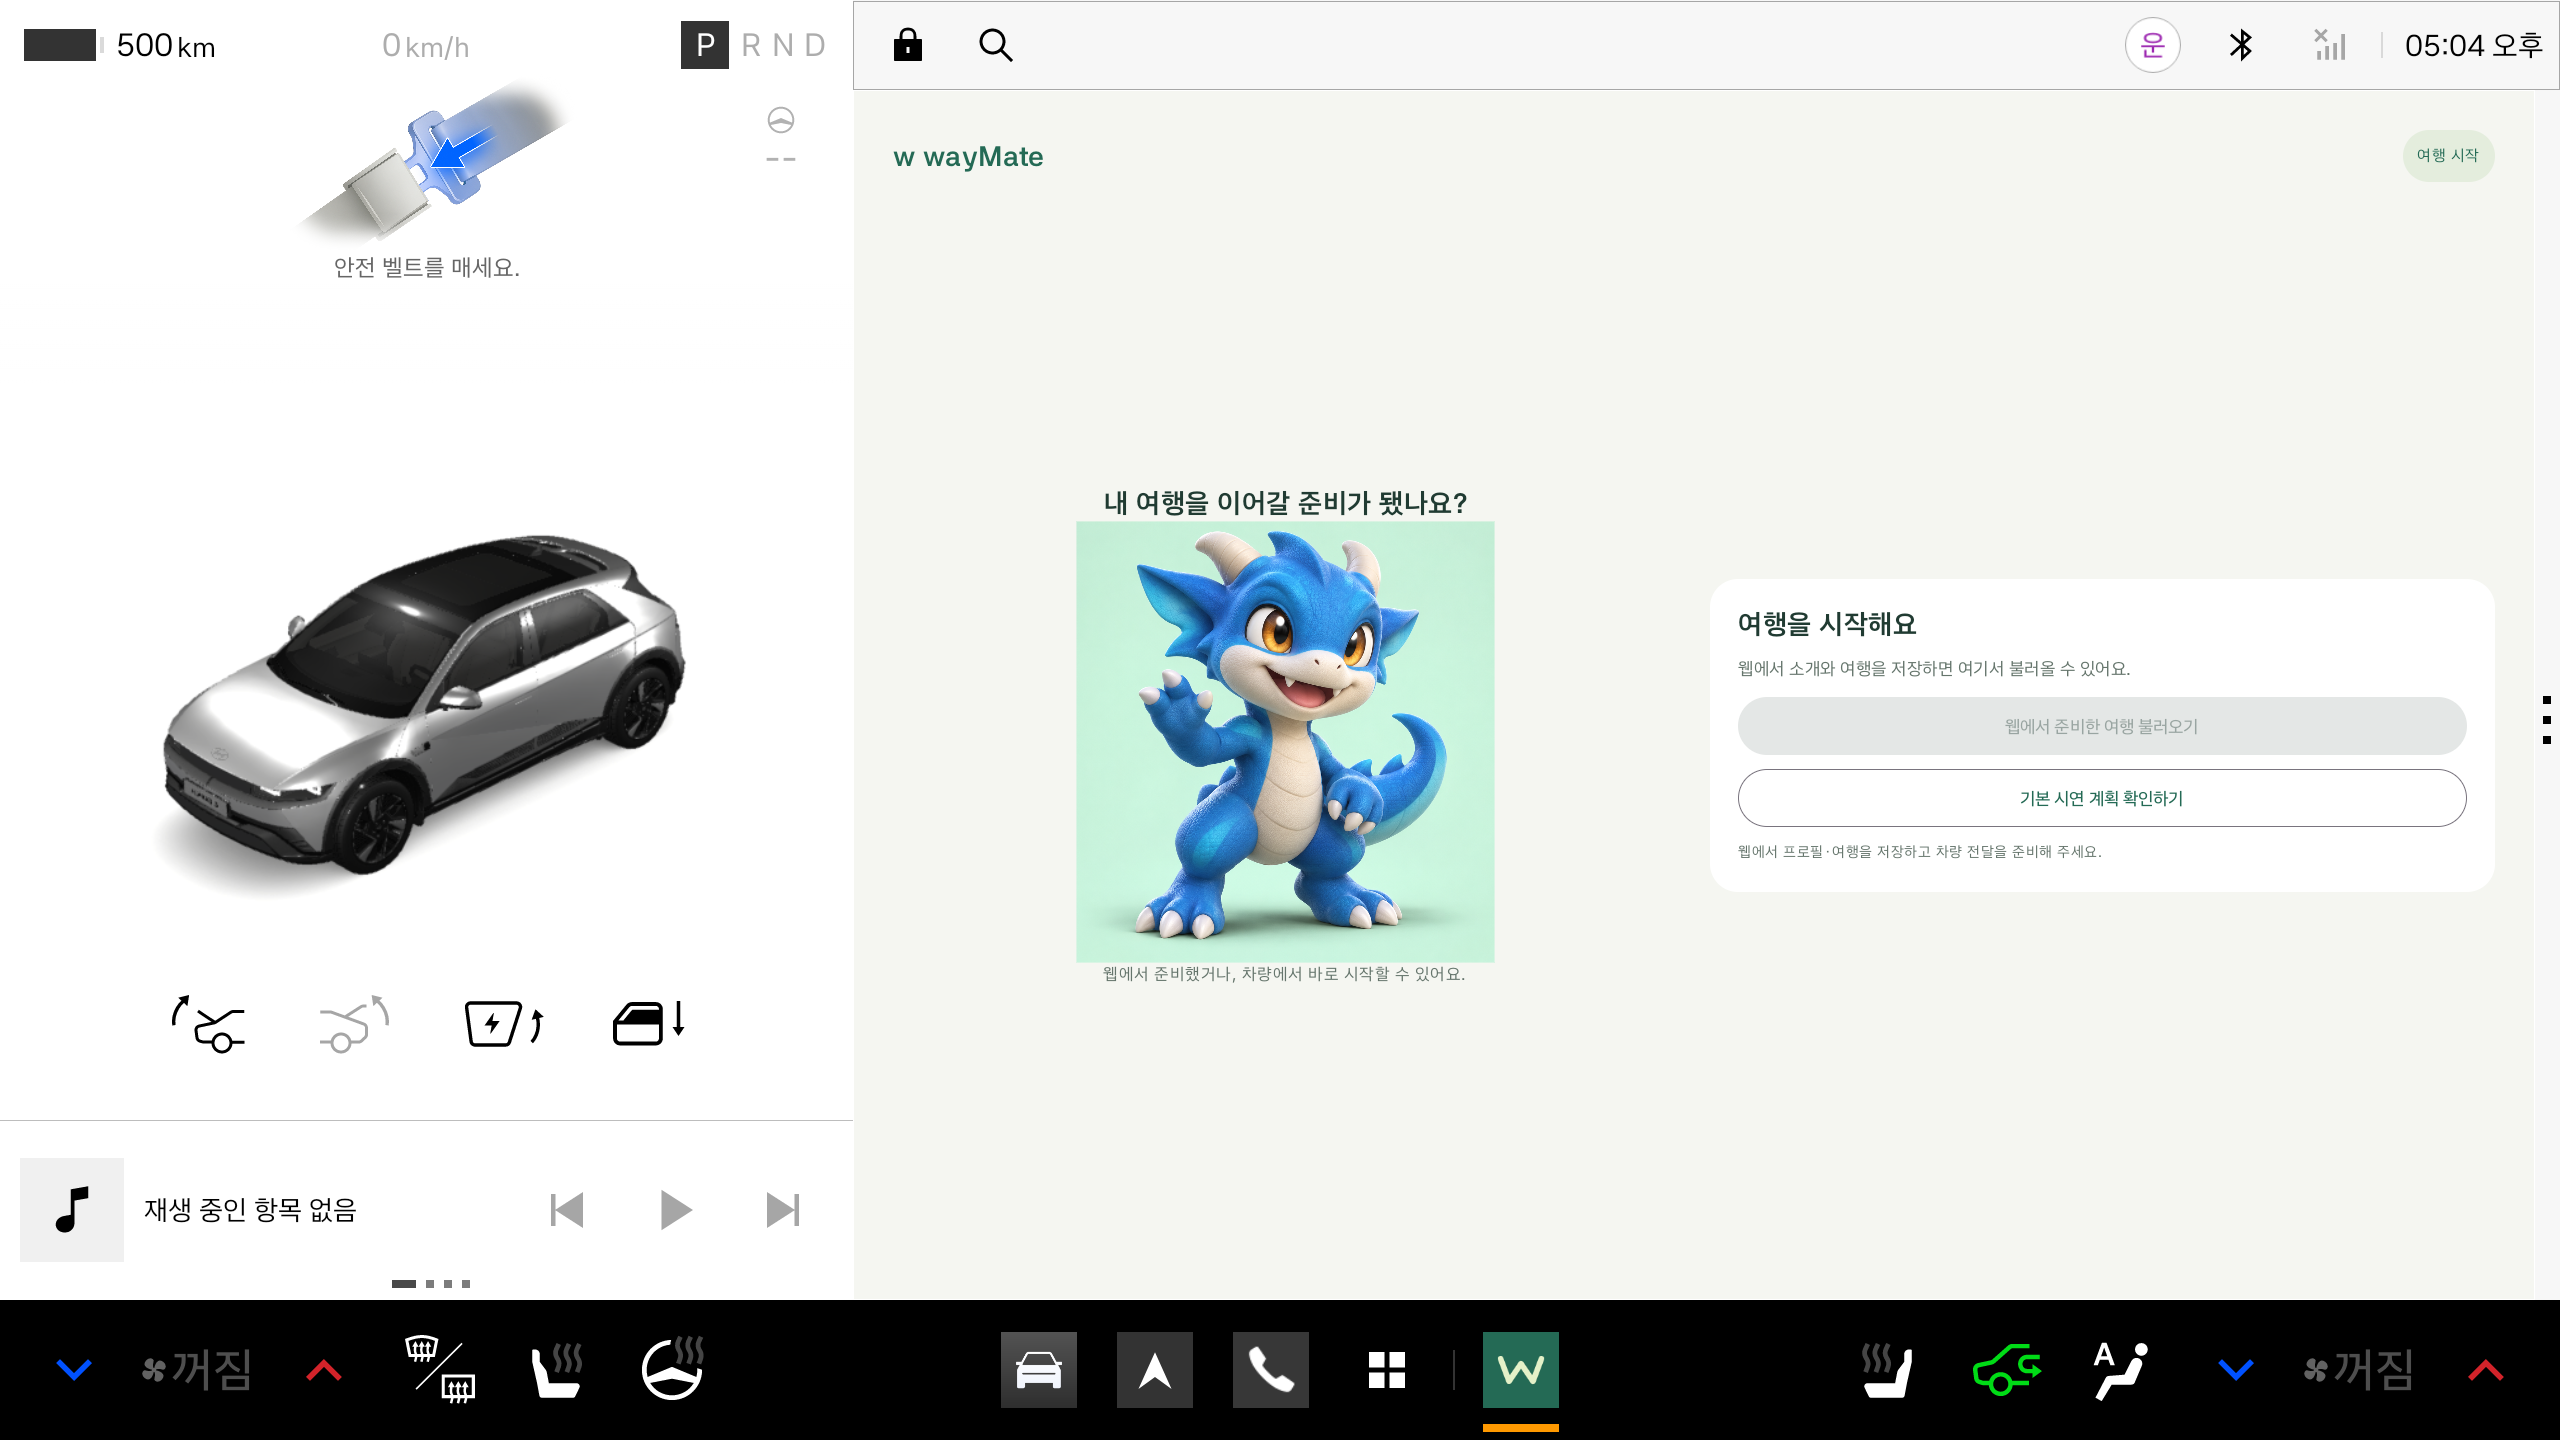 500 km
0 km/h
P R N D
05:04 오후
운
안전 벨트를 매세요.
재생 중인 항목 없음
w wayMate
여행 시작
내 여행을 이어갈 준비가 됐나요?
웹에서 준비했거나, 차량에서 바로 시작할 수 있어요.
여행을 시작해요
웹에서 소개와 여행을 저장하면 여기서 불러올 수 있어요.
웹에서 준비한 여행 불러오기
기본 시연 계획 확인하기
웹에서 프로필·여행을 저장하고 차량 전달을 준비해 주세요.
꺼짐
W
A
꺼짐